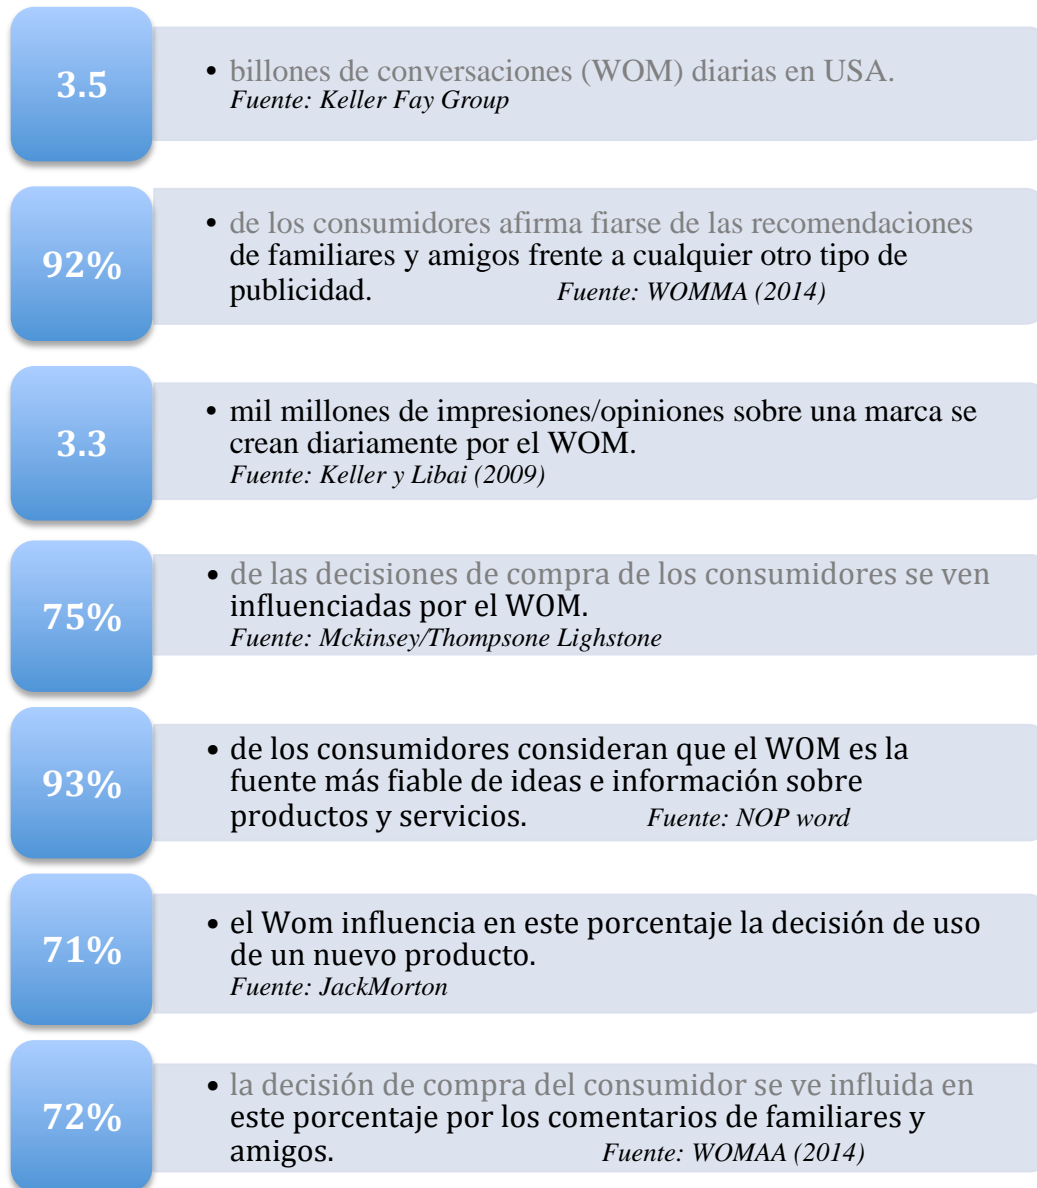 3.5
• billones de conversaciones (WOM) diarias en USA.
Fuente: Keller Fay Group
92%
• de los consumidores afirma fiarse de las recomendaciones
de familiares y amigos frente a cualquier otro tipo de
publicidad. Fuente: WOMMA (2014)
3.3
• mil millones de impresiones/opiniones sobre una marca se
crean diariamente por el WOM.
Fuente: Keller y Libai (2009)
75%
• de las decisiones de compra de los consumidores se ven
influenciadas por el WOM.
Fuente: Mckinsey/Thompsone Lighstone
93%
• de los consumidores consideran que el WOM es la
fuente más fiable de ideas e información sobre
productos y servicios. Fuente: NOP word
71%
• el Wom influencia en este porcentaje la decisión de uso
de un nuevo producto.
Fuente: JackMorton
72%
• la decisión de compra del consumidor se ve influida en
este porcentaje por los comentarios de familiares y
amigos. Fuente: WOMAA (2014)